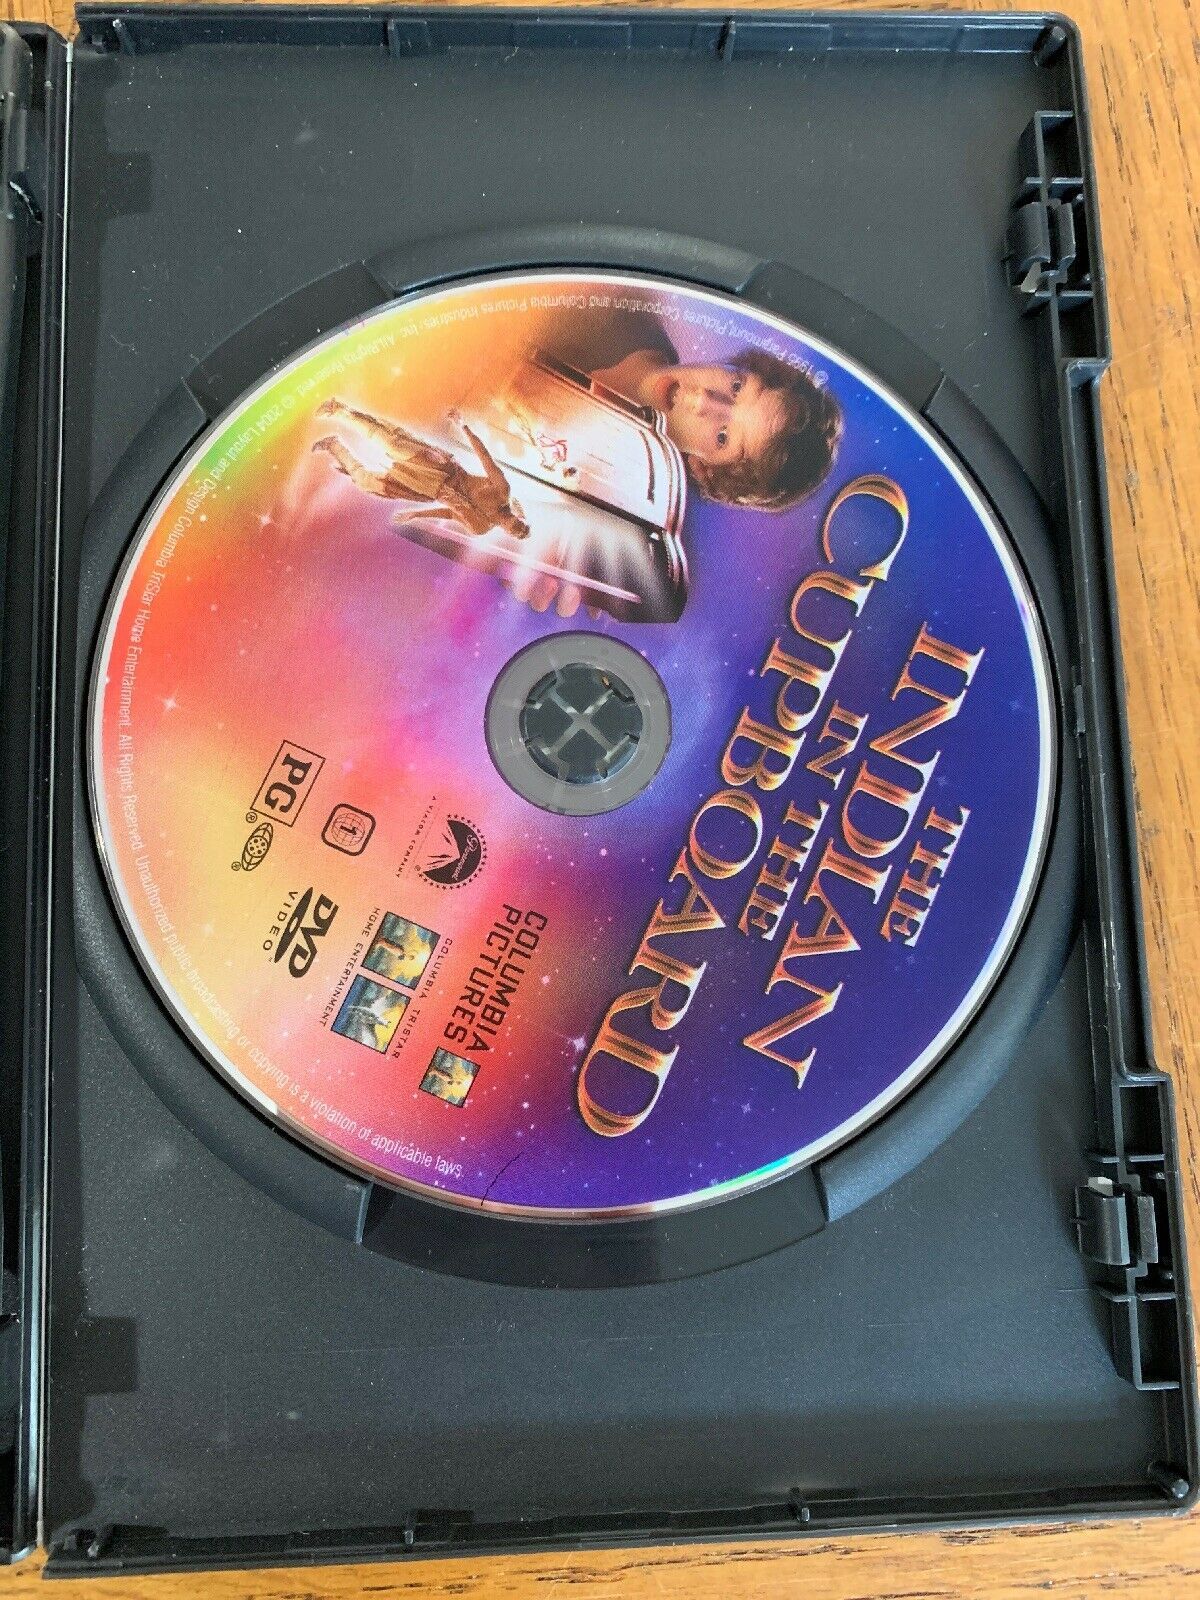 THE
INDIAN
IN THE
CUPBOARD
COLUMBIA
PICTURES
Paramount
A VIACOM COMPANY
COLUMBIA TRISTAR
HOME ENTERTAINMENT
PG
®
®
1
DVD
VIDEO
℗ 1995 Paramount Pictures Corporation and Columbia Pictures Industries, Inc. All Rights Reserved. © 2004 Layout and Design Columbia TriStar Home Entertainment. All Rights Reserved. Unauthorized public broadcasting or copying is a violation of applicable laws.